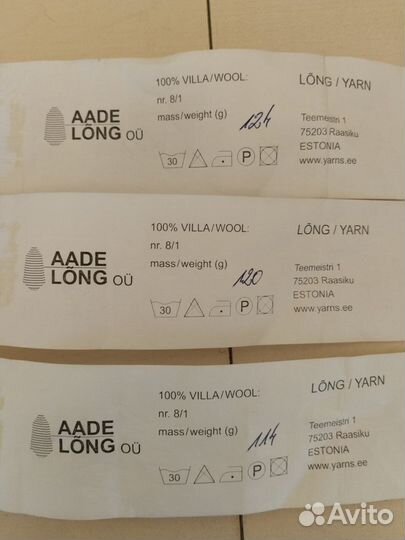 AADE
LÕNG OÜ
100% VILLA/WOOL:
nr. 8/1
mass/weight (g) 124
30 P
LÕNG / YARN
Teemeistri 1
75203 Raasiku
ESTONIA
www.yarns.ee
AADE
LÕNG OÜ
100% VILLA/WOOL:
nr. 8/1
mass/weight (g) 120
30 P
LÕNG / YARN
Teemeistri 1
75203 Raasiku
ESTONIA
www.yarns.ee
AADE
LÕNG OÜ
100% VILLA/WOOL:
nr. 8/1
mass/weight (g) 114
30 P
LÕNG / YARN
Teemeistri 1
75203 Raasiku
ESTONIA
www.yarns.ee
Avito